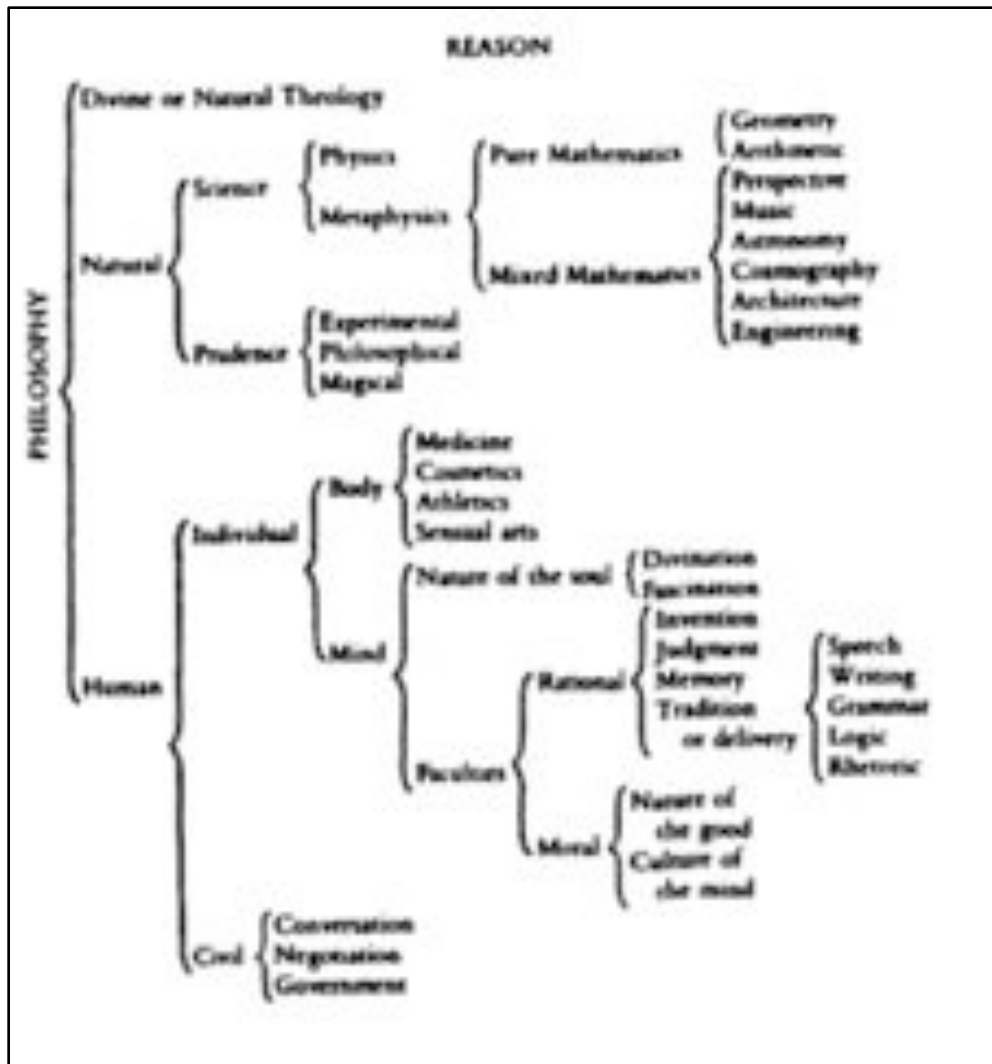 REASON
PHILOSOPHY
Divine or Natural Theology
Natural
Science
Physics
Metaphysics
Pure Mathematics
Geometry
Arithmetic
Mixed Mathematics
Perspective
Music
Astronomy
Cosmography
Architecture
Engineering
Prudence
Experimental
Philosophical
Magical
Human
Individual
Body
Medicine
Cosmetics
Athletics
Sensual arts
Mind
Nature of the soul
Divination
Fascination
Faculties
Rational
Invention
Judgment
Memory
Tradition
or delivery
Speech
Writing
Grammar
Logic
Rhetoric
Moral
Nature of
the good
Culture of
the mind
Civil
Conversation
Negotiation
Government